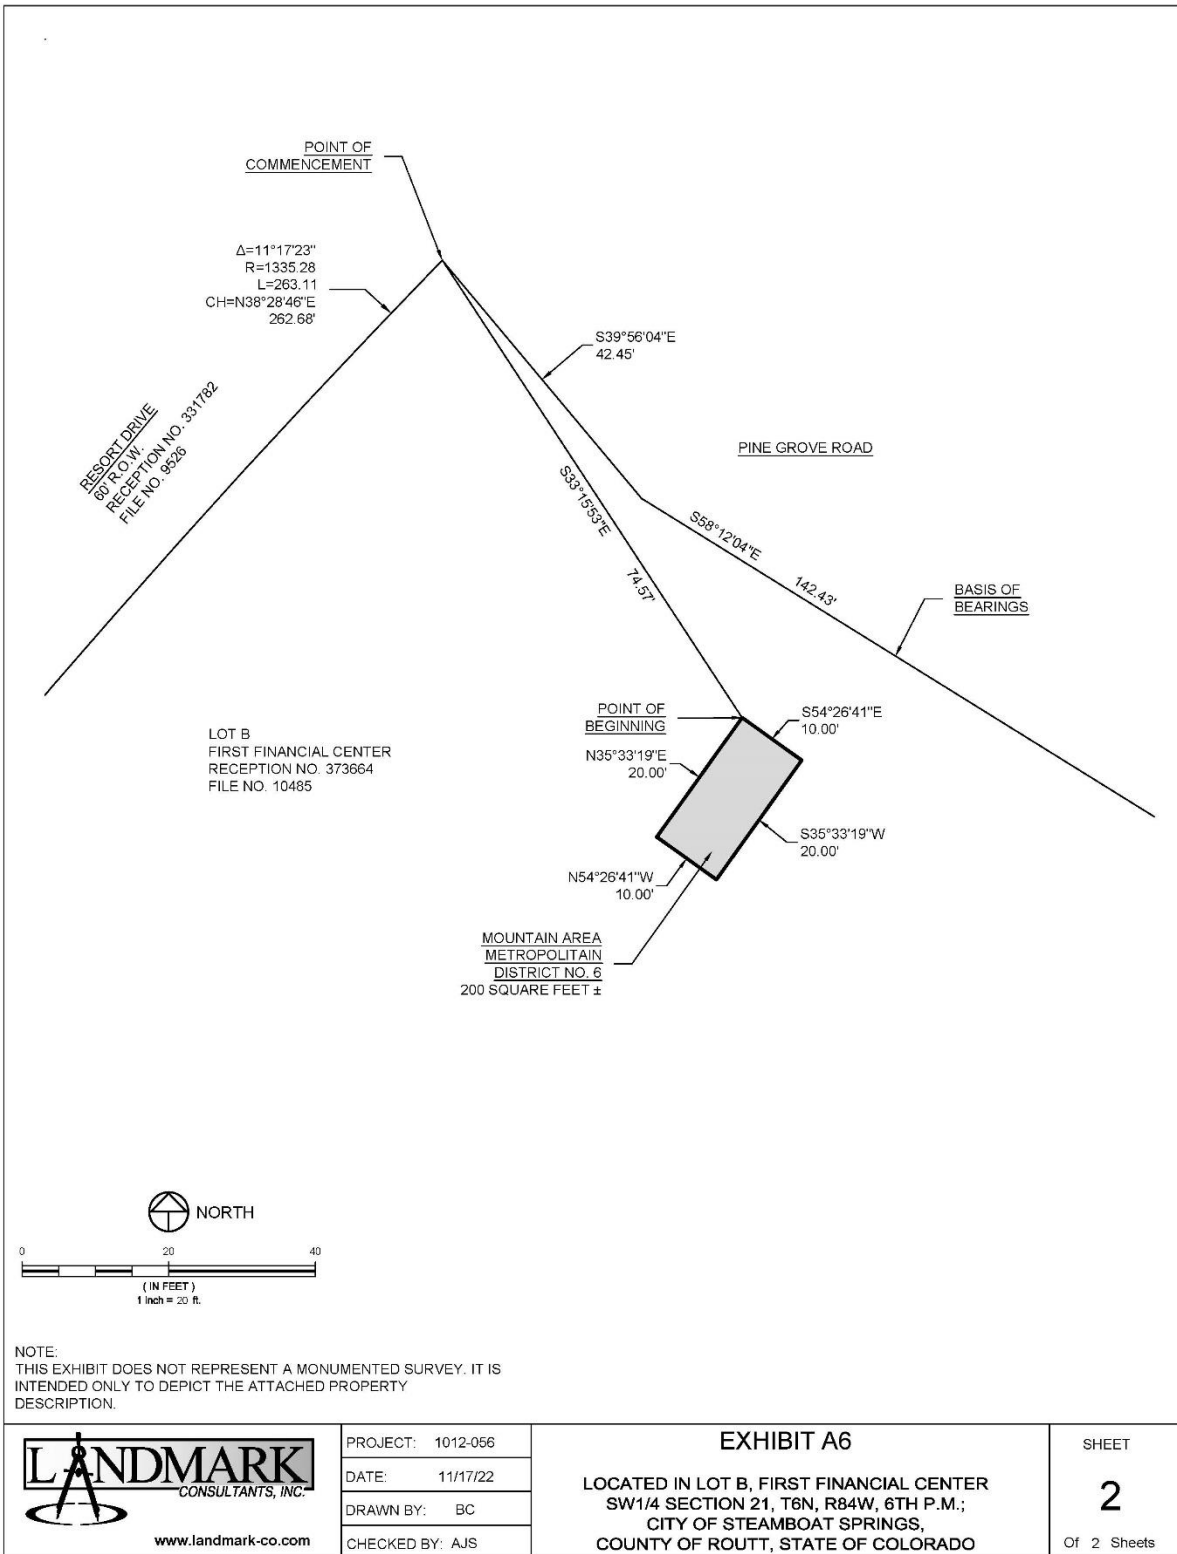 POINT OF
COMMENCEMENT
Δ=11°17'23"
R=1335.28
L=263.11
CH=N38°28'46"E
262.68'
S39°56'04"E
42.45'
RESORT DRIVE
60' R.O.W.
RECEPTION NO. 331782
FILE NO. 9526
PINE GROVE ROAD
S33°15'53"E
74.57'
S58°12'04"E
142.43'
BASIS OF
BEARINGS
POINT OF
BEGINNING
S54°26'41"E
10.00'
LOT B
FIRST FINANCIAL CENTER
RECEPTION NO. 373664
FILE NO. 10485
N35°33'19"E
20.00'
S35°33'19"W
20.00'
N54°26'41"W
10.00'
MOUNTAIN AREA
METROPOLITAIN
DISTRICT NO. 6
200 SQUARE FEET ±
NORTH
0 20 40
( IN FEET )
1 inch = 20 ft.
NOTE:
THIS EXHIBIT DOES NOT REPRESENT A MONUMENTED SURVEY. IT IS
INTENDED ONLY TO DEPICT THE ATTACHED PROPERTY
DESCRIPTION.
LANDMARK
CONSULTANTS, INC.
www.landmark-co.com
PROJECT: 1012-056
DATE: 11/17/22
DRAWN BY: BC
CHECKED BY: AJS
EXHIBIT A6
LOCATED IN LOT B, FIRST FINANCIAL CENTER
SW1/4 SECTION 21, T6N, R84W, 6TH P.M.;
CITY OF STEAMBOAT SPRINGS,
COUNTY OF ROUTT, STATE OF COLORADO
SHEET
2
Of 2 Sheets